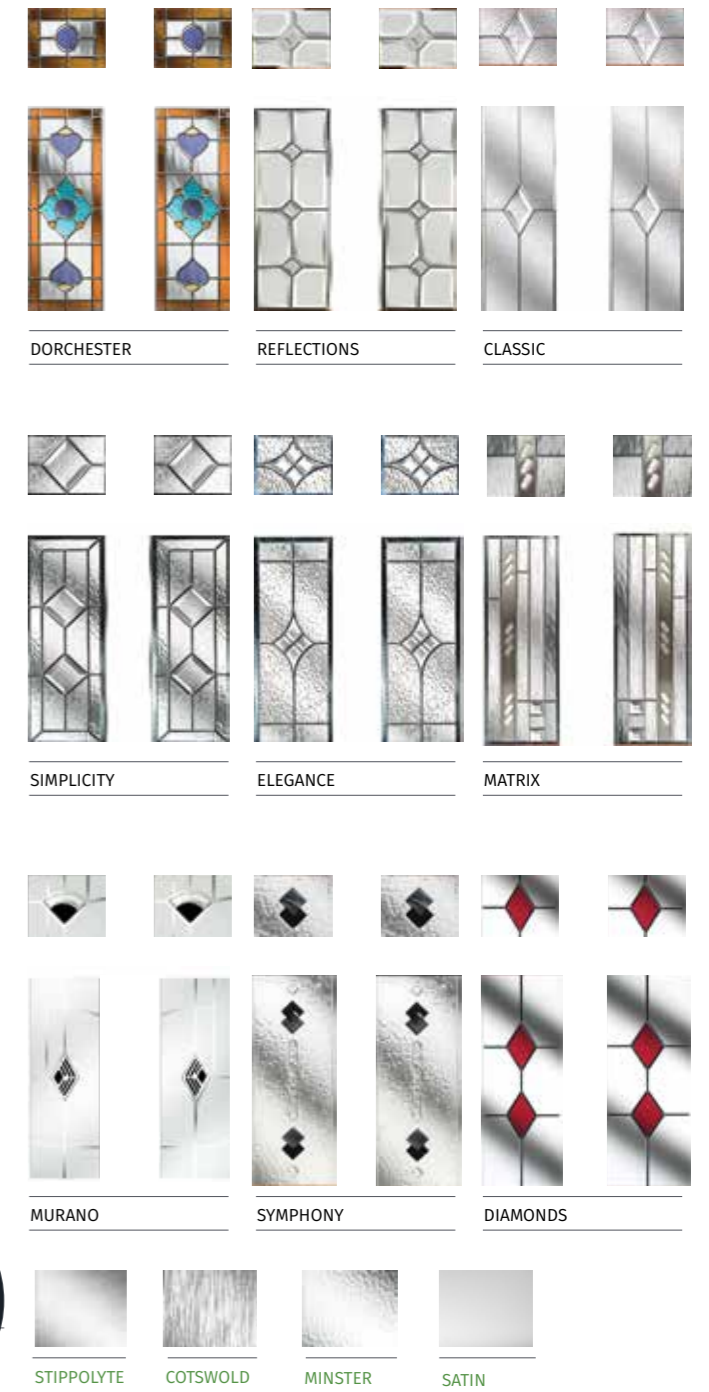 DORCHESTER
REFLECTIONS
CLASSIC
SIMPLICITY
ELEGANCE
MATRIX
MURANO
SYMPHONY
DIAMONDS
STIPPOLYTE
COTSWOLD
MINSTER
SATIN